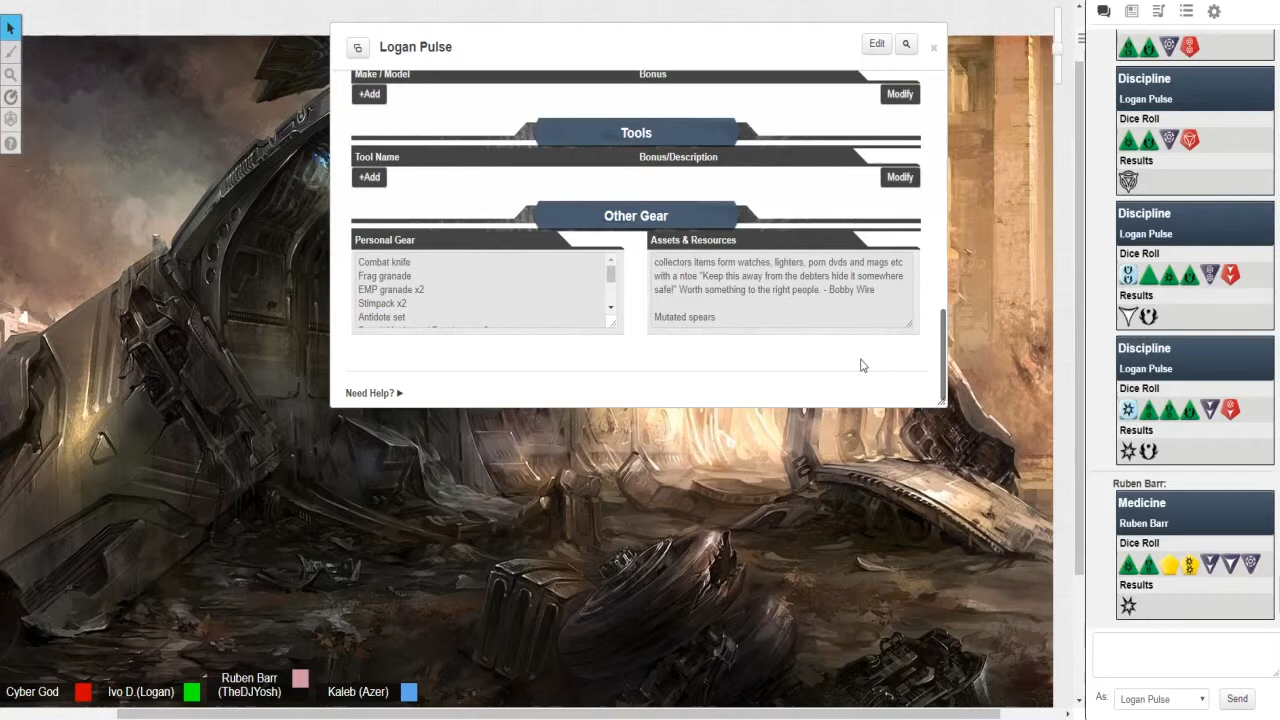 Logan Pulse
Edit
Make / Model Bonus
+Add Modify
Tools
Tool Name Bonus/Description
+Add Modify
Other Gear
Personal Gear
Combat knife
Frag granade
EMP granade x2
Stimpack x2
Antidote set
Assets & Resources
collectors items form watches, lighters, porn dvds and mags etc
with a ntoe "Keep this away from the debters hide it somewhere
safe!" Worth something to the right people. - Bobby Wire
Mutated spears
Need Help?
Cyber God
Ivo D.(Logan)
Ruben Barr
(TheDJYosh)
Kaleb (Azer)
Discipline
Logan Pulse
Dice Roll
Results
Discipline
Logan Pulse
Dice Roll
Results
Discipline
Logan Pulse
Dice Roll
Results
Ruben Barr:
Medicine
Ruben Barr
Dice Roll
Results
As: Logan Pulse Send